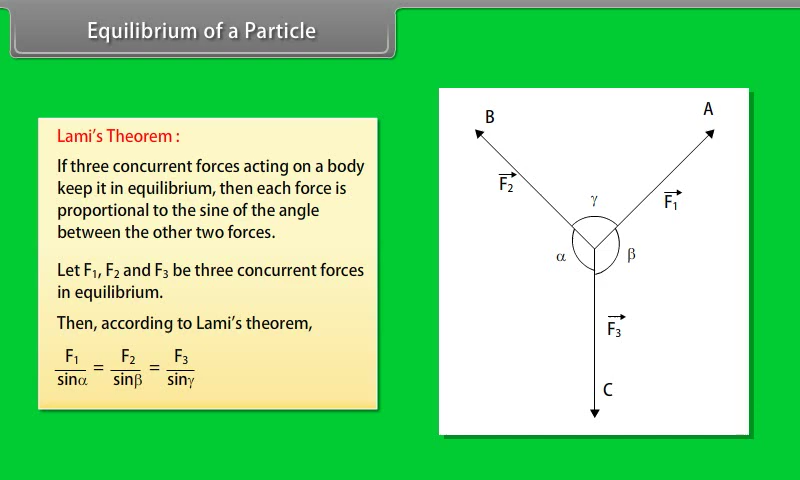 Equilibrium of a Particle
Lami's Theorem :
If three concurrent forces acting on a body
keep it in equilibrium, then each force is
proportional to the sine of the angle
between the other two forces.
Let F₁, F₂ and F₃ be three concurrent forces
in equilibrium.
Then, according to Lami's theorem,
F₁/sinα = F₂/sinβ = F₃/sinγ
B
A
F₂
F₁
γ
α
β
F₃
C